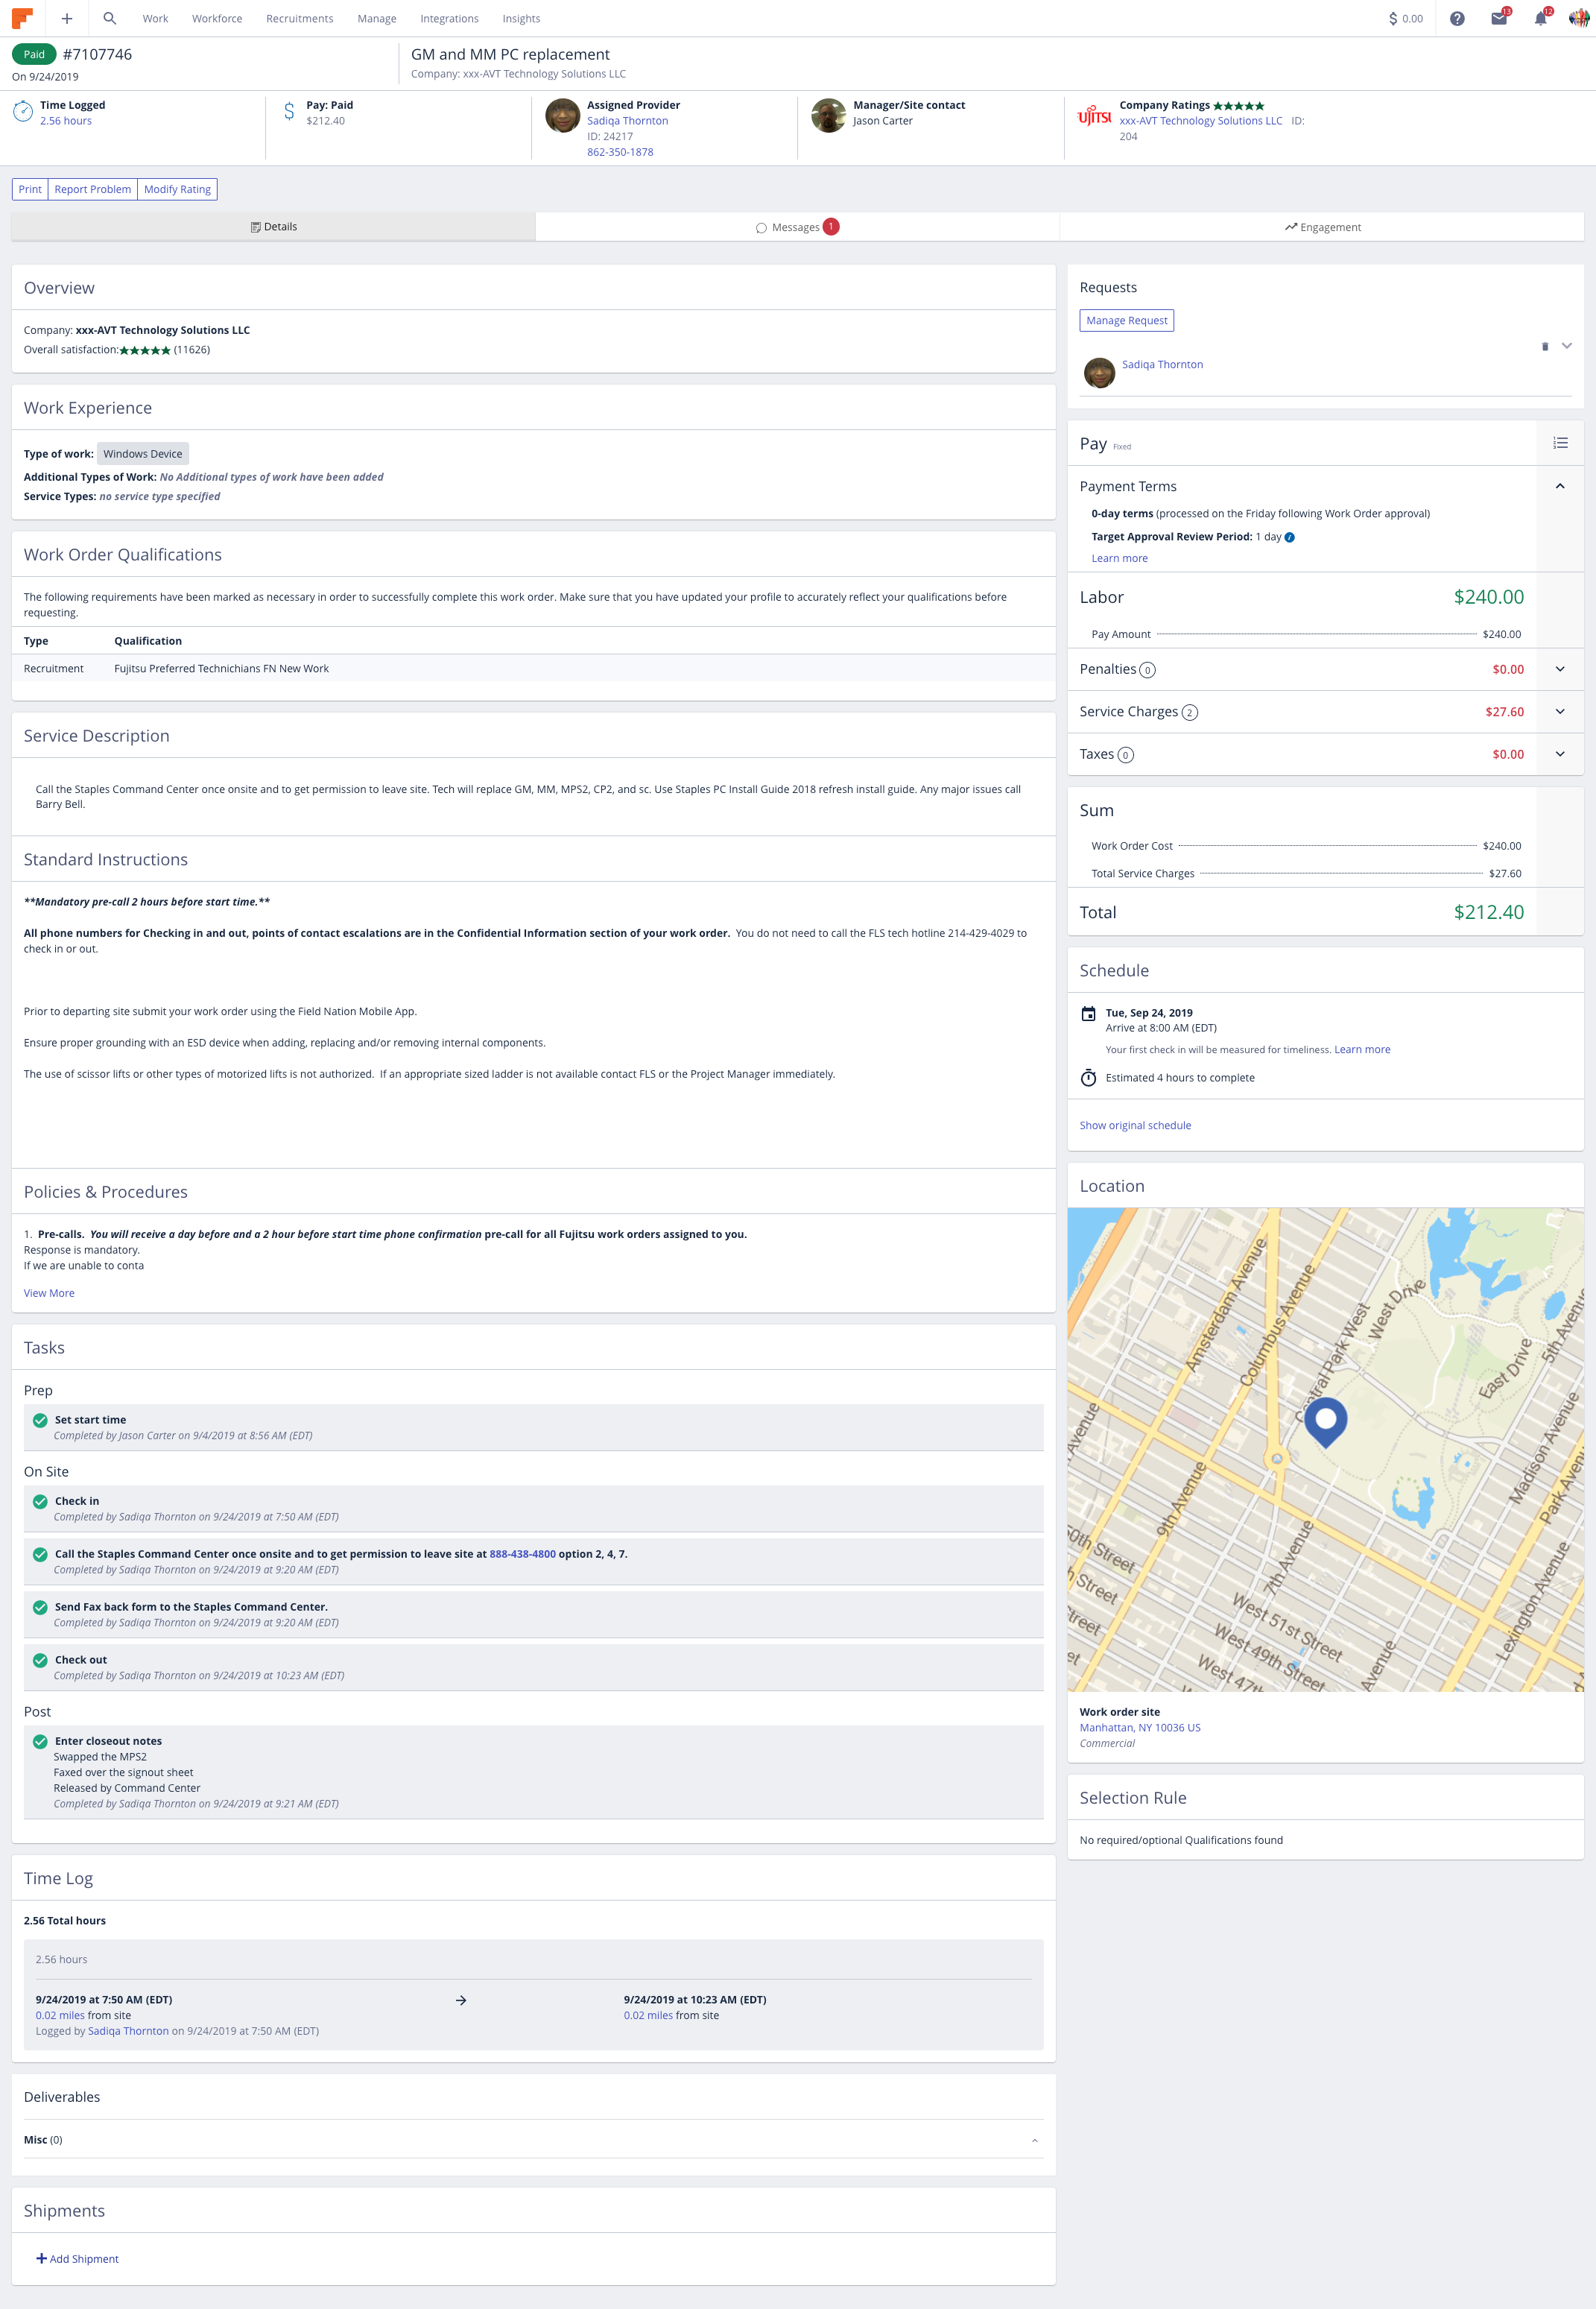 Work Workforce Recruitments Manage Integrations Insights
$ 0.00 13 12
Paid #7107746
On 9/24/2019
GM and MM PC replacement
Company: xxx-AVT Technology Solutions LLC
Time Logged
2.56 hours
Pay: Paid
$212.40
Assigned Provider
Sadiqa Thornton
ID: 24217
862-350-1878
Manager/Site contact
Jason Carter
Company Ratings
xxx-AVT Technology Solutions LLC ID:
204
Print Report Problem Modify Rating
Details
Messages 1
Engagement
Overview
Company: xxx-AVT Technology Solutions LLC
Overall satisfaction: (11626)
Work Experience
Type of work: Windows Device
Additional Types of Work: No Additional types of work have been added
Service Types: no service type specified
Work Order Qualifications
The following requirements have been marked as necessary in order to successfully complete this work order. Make sure that you have updated your profile to accurately reflect your qualifications before
requesting.
Type Qualification
Recruitment Fujitsu Preferred Technichians FN New Work
Service Description
Call the Staples Command Center once onsite and to get permission to leave site. Tech will replace GM, MM, MPS2, CP2, and sc. Use Staples PC Install Guide 2018 refresh install guide. Any major issues call
Barry Bell.
Standard Instructions
**Mandatory pre-call 2 hours before start time.**
All phone numbers for Checking in and out, points of contact escalations are in the Confidential Information section of your work order. You do not need to call the FLS tech hotline 214-429-4029 to
check in or out.
Prior to departing site submit your work order using the Field Nation Mobile App.
Ensure proper grounding with an ESD device when adding, replacing and/or removing internal components.
The use of scissor lifts or other types of motorized lifts is not authorized. If an appropriate sized ladder is not available contact FLS or the Project Manager immediately.
Policies & Procedures
1. Pre-calls. You will receive a day before and a 2 hour before start time phone confirmation pre-call for all Fujitsu work orders assigned to you.
Response is mandatory.
If we are unable to conta
View More
Tasks
Prep
Set start time
Completed by Jason Carter on 9/4/2019 at 8:56 AM (EDT)
On Site
Check in
Completed by Sadiqa Thornton on 9/24/2019 at 7:50 AM (EDT)
Call the Staples Command Center once onsite and to get permission to leave site at 888-438-4800 option 2, 4, 7.
Completed by Sadiqa Thornton on 9/24/2019 at 9:20 AM (EDT)
Send Fax back form to the Staples Command Center.
Completed by Sadiqa Thornton on 9/24/2019 at 9:20 AM (EDT)
Check out
Completed by Sadiqa Thornton on 9/24/2019 at 10:23 AM (EDT)
Post
Enter closeout notes
Swapped the MPS2
Faxed over the signout sheet
Released by Command Center
Completed by Sadiqa Thornton on 9/24/2019 at 9:21 AM (EDT)
Time Log
2.56 Total hours
2.56 hours
9/24/2019 at 7:50 AM (EDT) → 9/24/2019 at 10:23 AM (EDT)
0.02 miles from site 0.02 miles from site
Logged by Sadiqa Thornton on 9/24/2019 at 7:50 AM (EDT)
Deliverables
Misc (0)
Shipments
+ Add Shipment
Requests
Manage Request
Sadiqa Thornton
Pay Fixed
Payment Terms
0-day terms (processed on the Friday following Work Order approval)
Target Approval Review Period: 1 day
Learn more
Labor $240.00
Pay Amount $240.00
Penalties 0 $0.00
Service Charges 2 $27.60
Taxes 0 $0.00
Sum
Work Order Cost $240.00
Total Service Charges $27.60
Total $212.40
Schedule
Tue, Sep 24, 2019
Arrive at 8:00 AM (EDT)
Your first check in will be measured for timeliness. Learn more
Estimated 4 hours to complete
Show original schedule
Location
Amsterdam Avenue
Columbus Avenue
Central Park West
West Drive
East Drive
5th Avenue
Madison Avenue
Park Avenue
Lexington Avenue
9th Avenue
7th Avenue
Avenue
Avenue
West 51st Street
West 49th Street
West 47th
Work order site
Manhattan, NY 10036 US
Commercial
Selection Rule
No required/optional Qualifications found